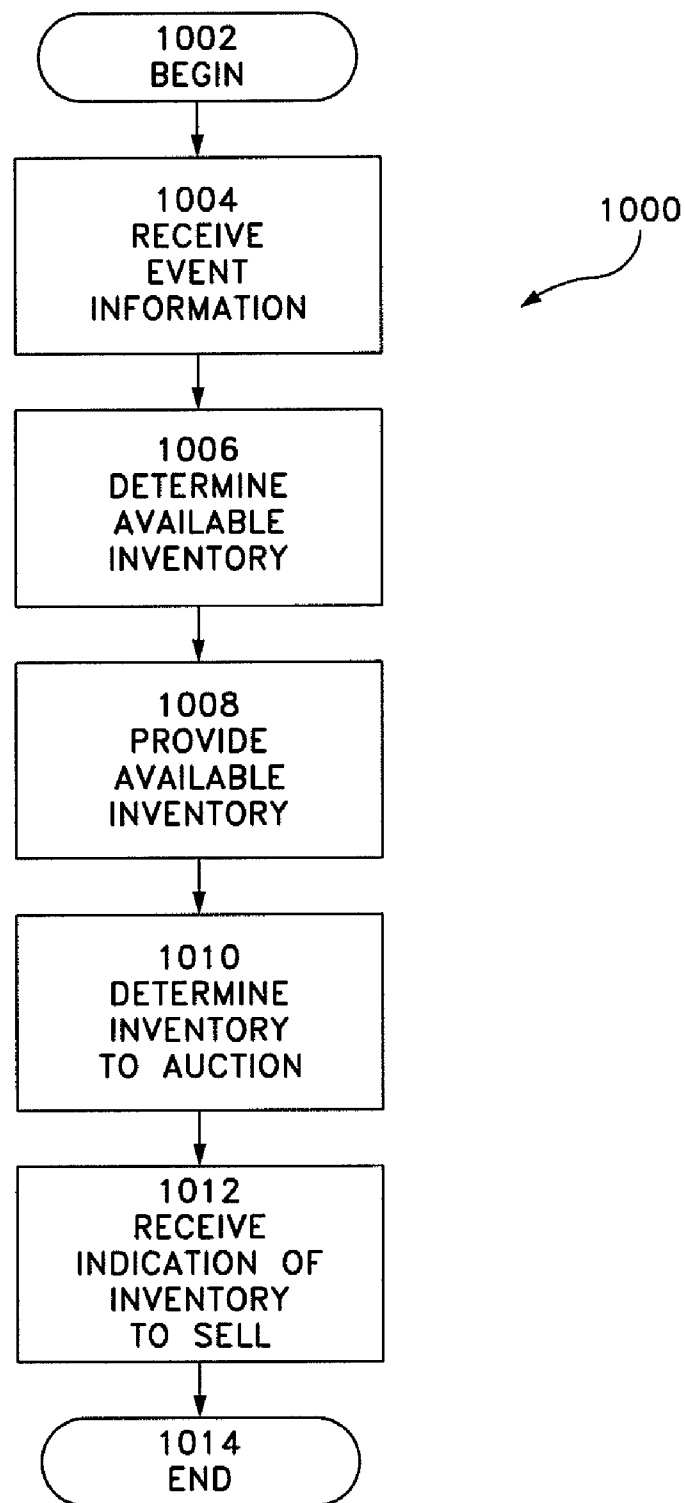 1002
BEGIN
1004
RECEIVE
EVENT
INFORMATION
1000
1006
DETERMINE
AVAILABLE
INVENTORY
1008
PROVIDE
AVAILABLE
INVENTORY
1010
DETERMINE
INVENTORY
TO AUCTION
1012
RECEIVE
INDICATION OF
INVENTORY
TO SELL
1014
END